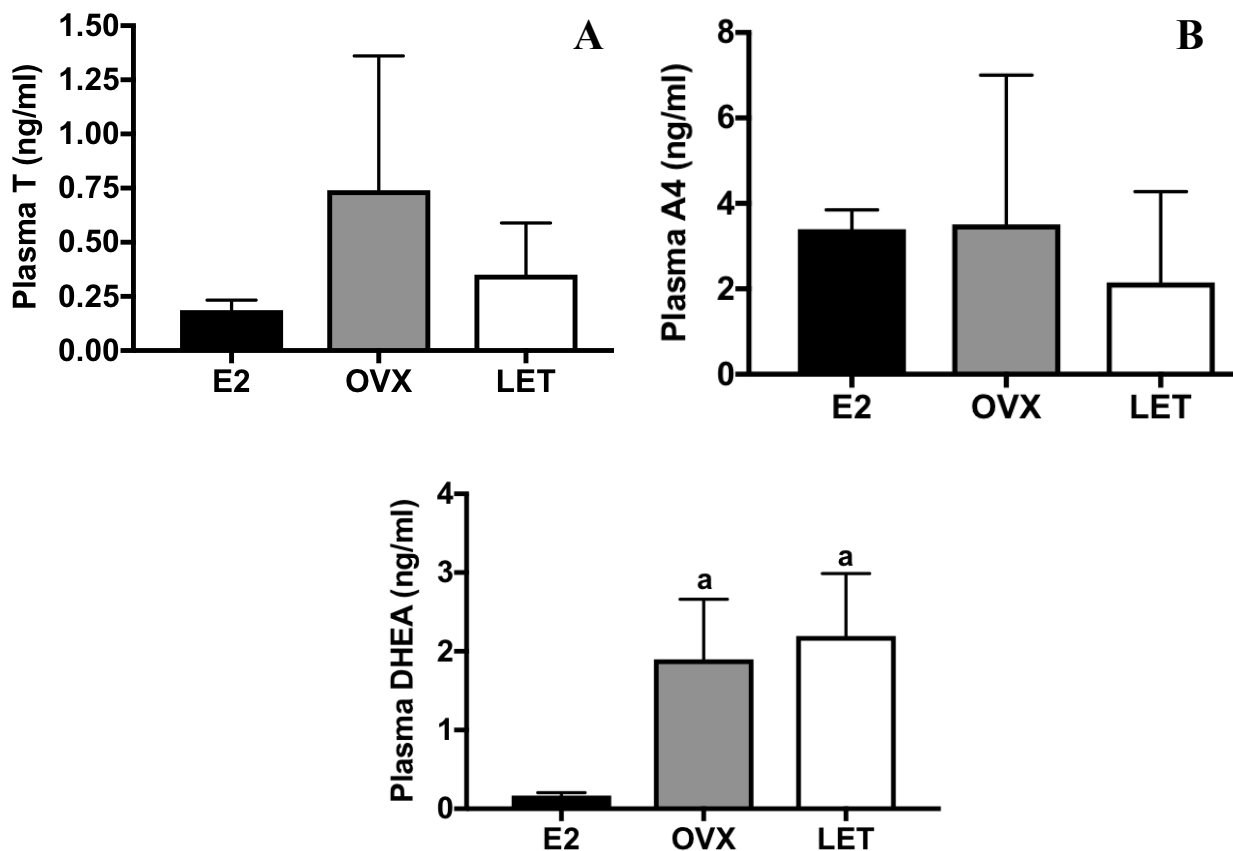 A
Plasma T (ng/ml)
1.50
1.25
1.00
0.75
0.50
0.25
0.00
E2 OVX LET
B
Plasma A4 (ng/ml)
8
6
4
2
0
E2 OVX LET
Plasma DHEA (ng/ml)
4
3
2
1
0
a a
E2 OVX LET